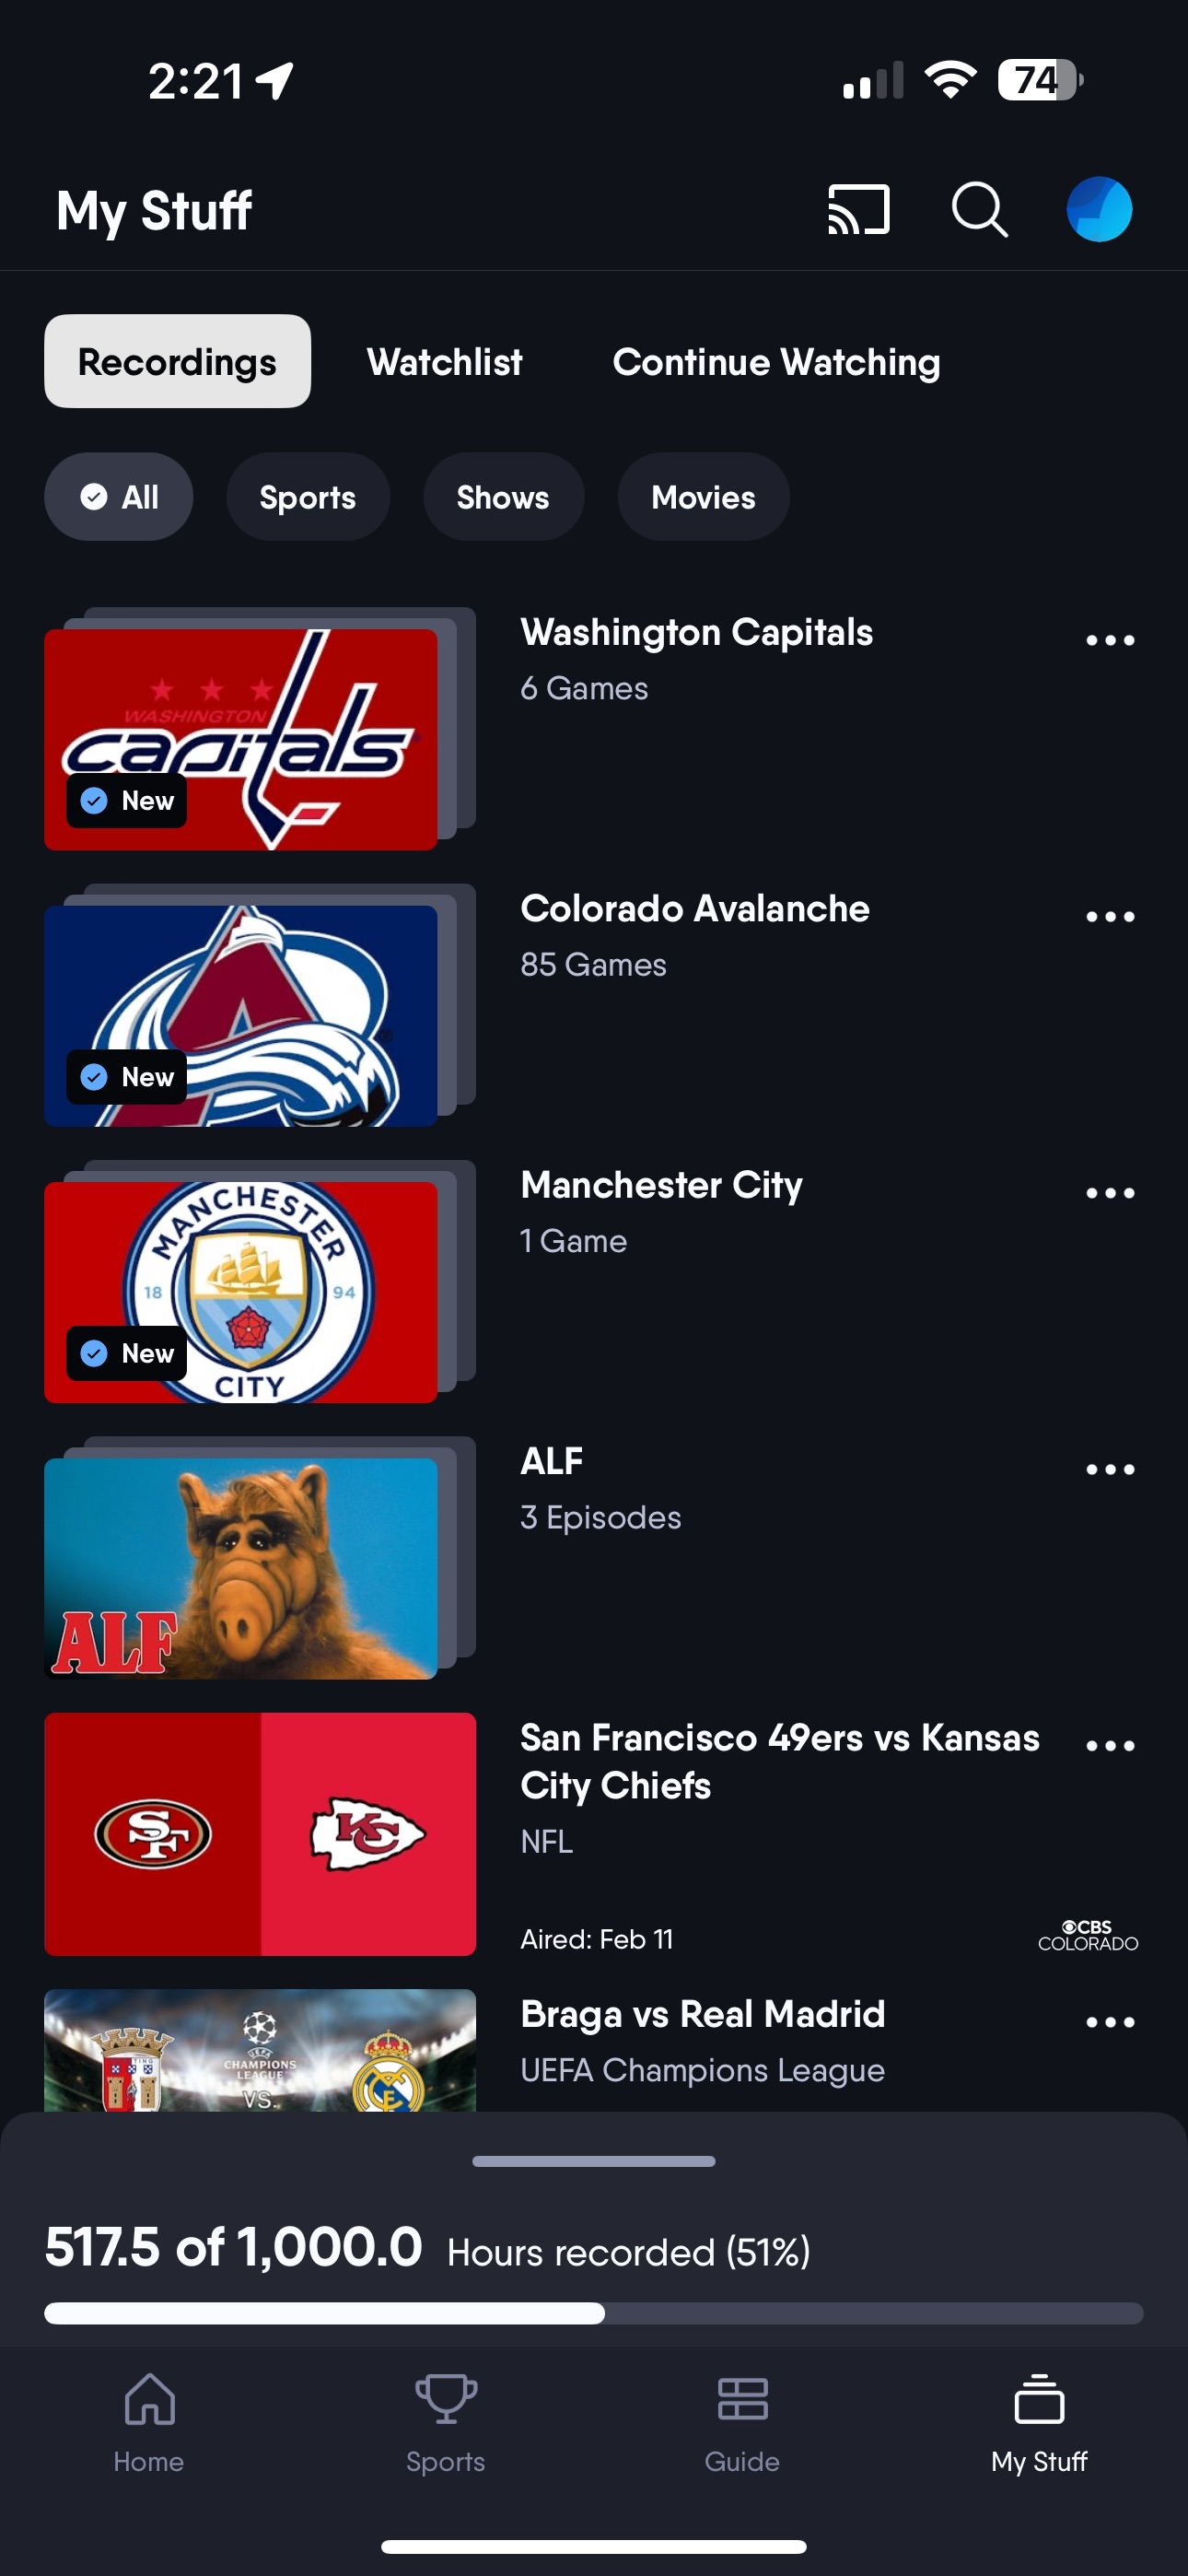 2:21
74
My Stuff
Recordings Watchlist Continue Watching
All Sports Shows Movies
Washington Capitals
6 Games
WASHINGTON
capitals
New
Colorado Avalanche
85 Games
A
New
Manchester City
1 Game
MANCHESTER
18 94
CITY
New
ALF
3 Episodes
ALF
San Francisco 49ers vs Kansas
City Chiefs
NFL
SF
KC
Aired: Feb 11
CBS
COLORADO
Braga vs Real Madrid
UEFA Champions League
UEFA
CHAMPIONS
LEAGUE
VS.
517.5 of 1,000.0 Hours recorded (51%)
Home Sports Guide My Stuff